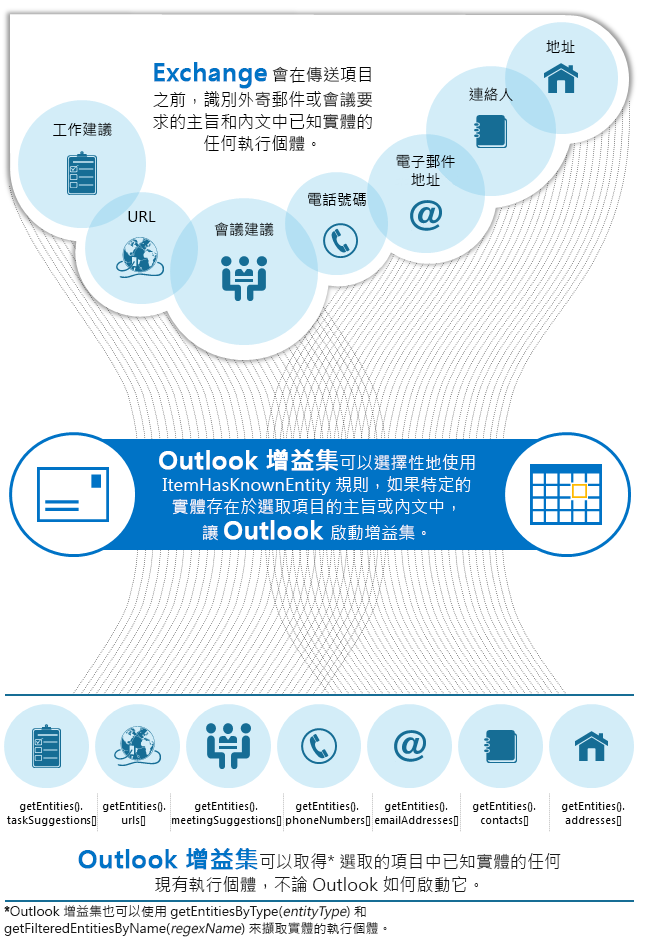 地址
Exchange 會在傳送項目
之前，識別外寄郵件或會議要
求的主旨和內文中已知實體的
任何執行個體。
連絡人
工作建議
電子郵件
地址
電話號碼
URL
會議建議
Outlook 增益集可以選擇性地使用
ItemHasKnownEntity 規則，如果特定的
實體存在於選取項目的主旨或內文中，
讓 Outlook 啟動增益集。
getEntities().
taskSuggestions[]
getEntities().
urls[]
getEntities().
meetingSuggestions[]
getEntities().
phoneNumbers[]
getEntities().
emailAddresses[]
getEntities().
contacts[]
getEntities().
addresses[]
Outlook 增益集可以取得* 選取的項目中已知實體的任何
現有執行個體，不論 Outlook 如何啟動它。
*Outlook 增益集也可以使用 getEntitiesByType(entityType) 和
getFilteredEntitiesByName(regexName) 來擷取實體的執行個體。